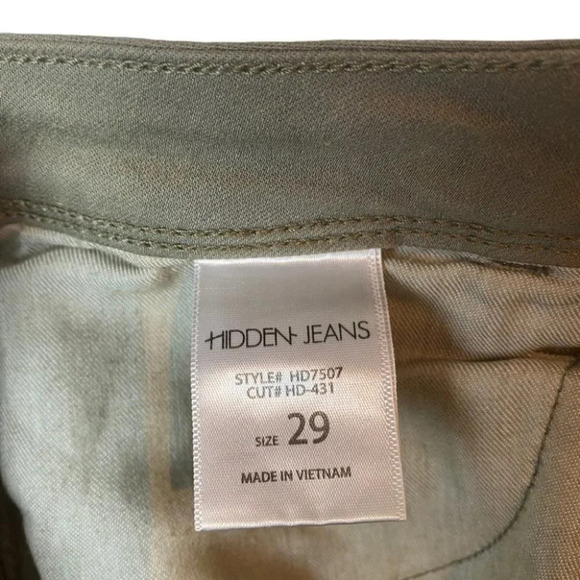 HIDDEN JEANS
STYLE# HD7507
CUT# HD-431
SIZE 29
MADE IN VIETNAM